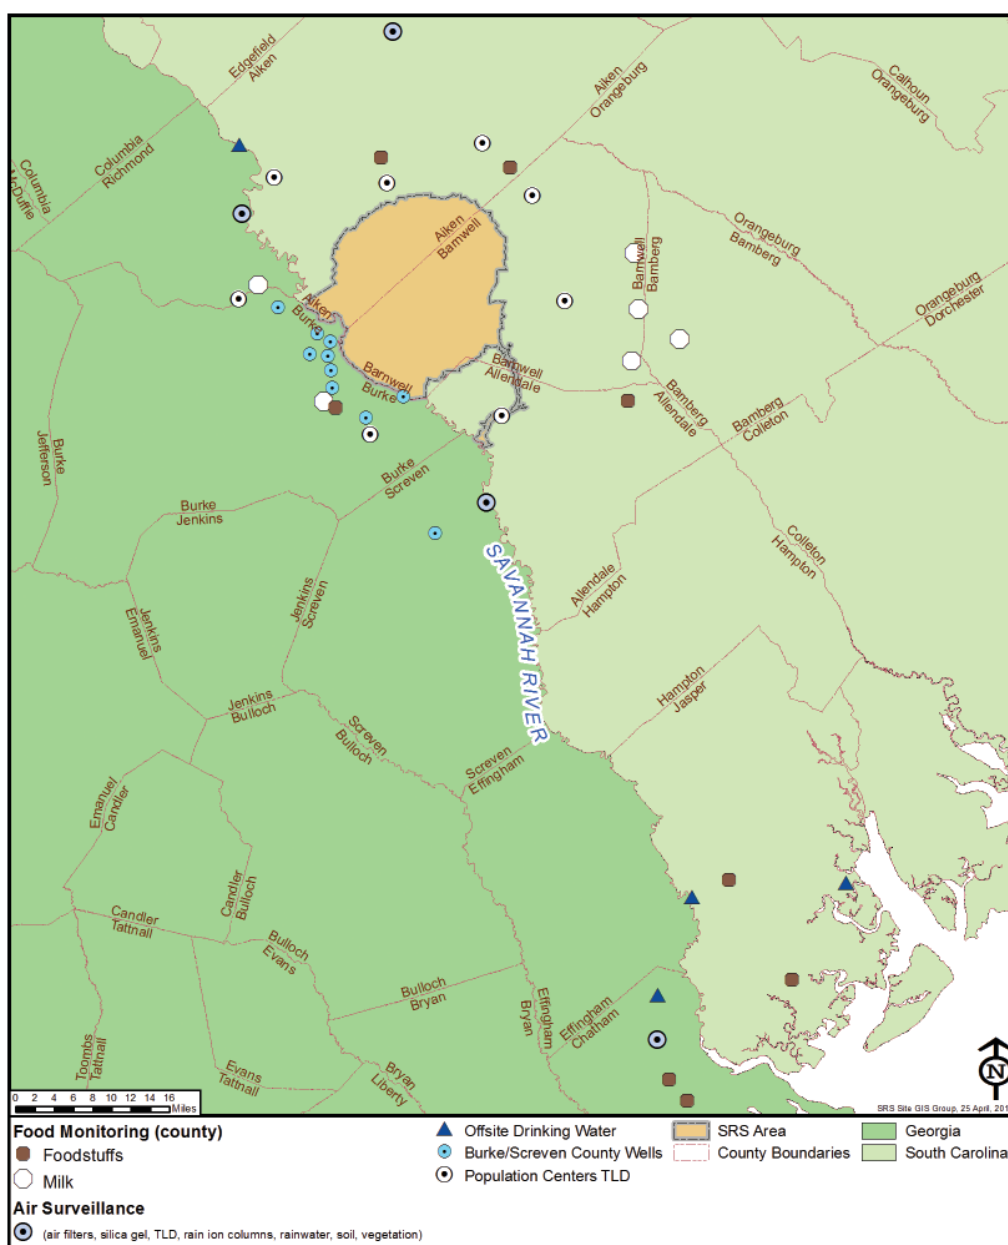 Edgefield
Aiken
Aiken
Orangeburg
Calhoun
Orangeburg
Columbia
Richmond
Columbia
McDuffie
Aiken
Barnwell
Orangeburg
Bamberg
Barnwell
Bamberg
Orangeburg
Dorchester
Aiken
Burke
Barnwell
Burke
Barnwell
Allendale
Bamberg
Allendale
Bamberg
Colleton
Burke
Jefferson
Burke
Screven
Burke
Jenkins
Colleton
Hampton
Allendale
Hampton
SAVANNAH RIVER
Jenkins
Screven
Jenkins
Emanuel
Hampton
Jasper
Jenkins
Bulloch
Screven
Bulloch
Screven
Effingham
Emanuel
Candler
Candler
Bulloch
Candler
Tattnall
Bulloch
Evans
Bulloch
Bryan
Effingham
Bryan
Effingham
Chatham
Toombs
Tattnall
Evans
Tattnall
Bryan
Liberty
N
0 2 4 6 8 10 12 14 16
Miles
SRS Site GIS Group, 25 April, 201
Food Monitoring (county)
Foodstuffs
Milk
Air Surveillance
(air filters, silica gel, TLD, rain ion columns, rainwater, soil, vegetation)
Offsite Drinking Water
Burke/Screven County Wells
Population Centers TLD
SRS Area
County Boundaries
Georgia
South Carolina